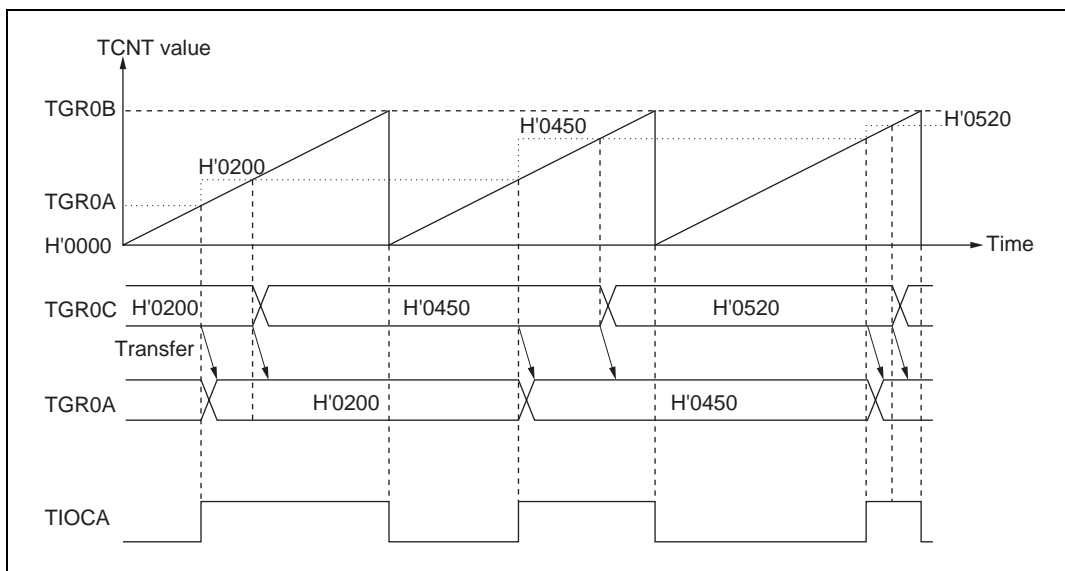 TCNT value
TGR0B
H'0520
H'0450
H'0200
TGR0A
H'0000
Time
TGR0C
H'0200
H'0450
H'0520
Transfer
TGR0A
H'0200
H'0450
TIOCA